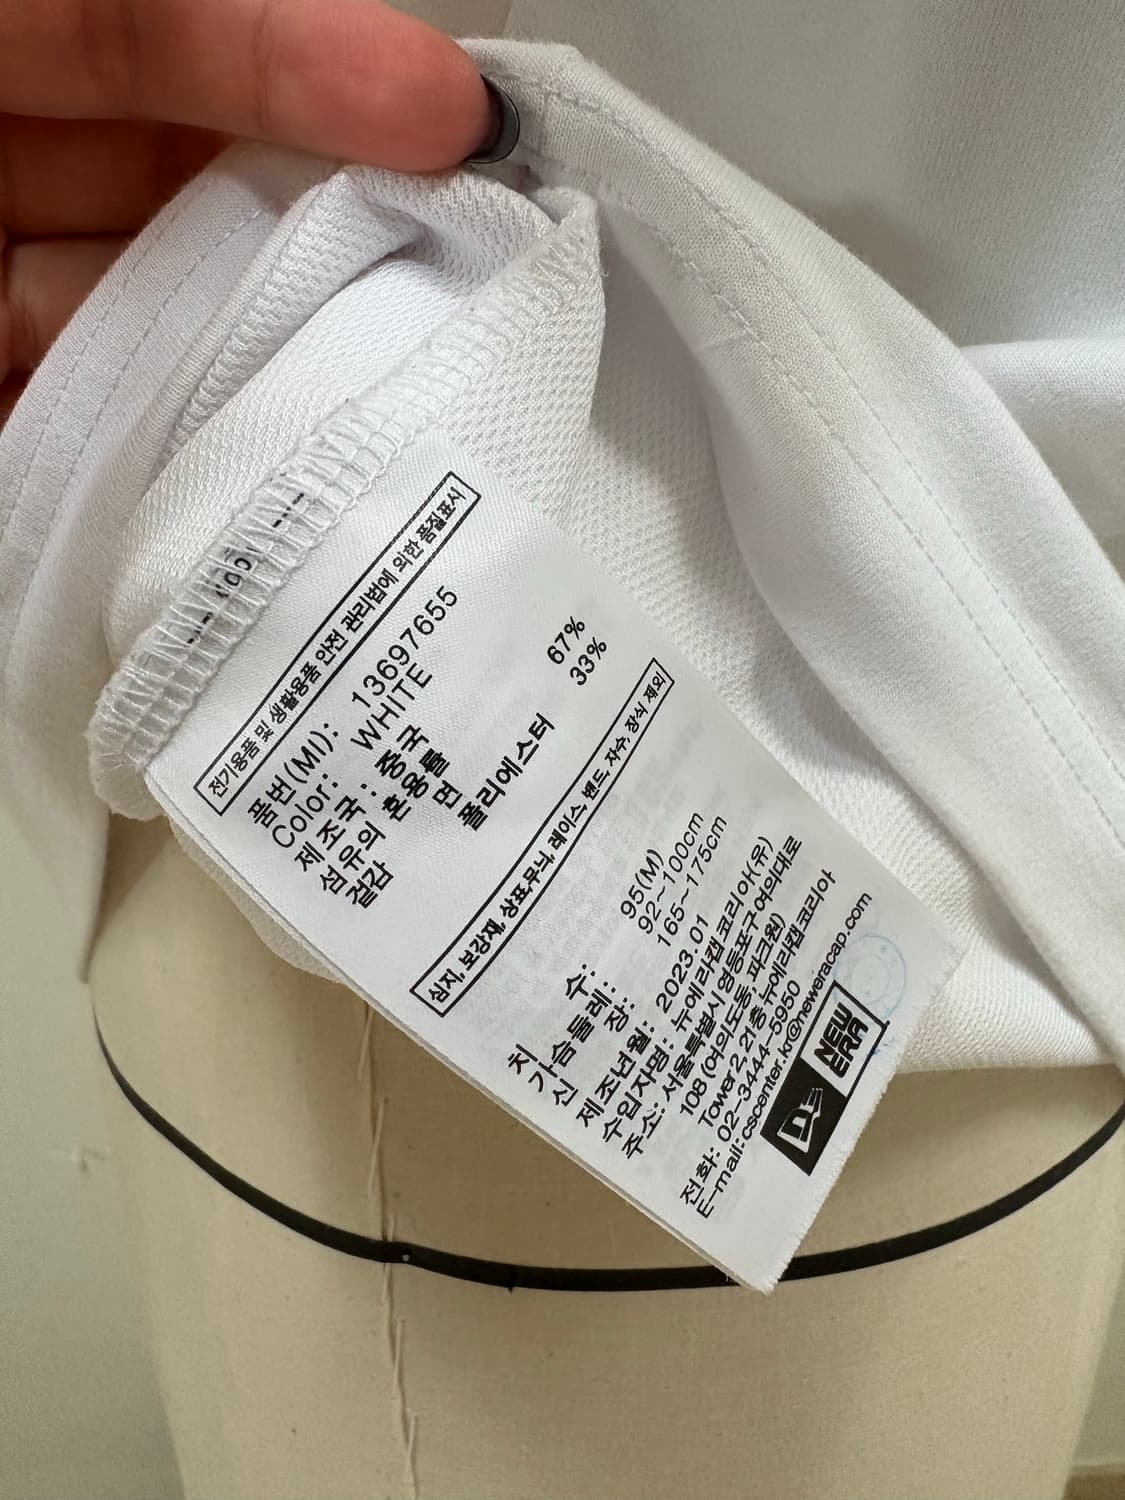 전기용품 및 생활용품 안전 관리법에 의한 품질표시
품번(MI): 13697655
Color: WHITE
제 조 국 : 중국
섬유의 혼용률
겉감 면 67%
폴리에스터 33%
심지, 보강재, 상표,무늬, 레이스, 밴드, 자수, 장식 제외
치 수: 95(M)
가슴둘레: 92~100cm
신 장: 165~175cm
제조년월: 2023.01
수입자명: 뉴에라캡 코리아(유)
주소: 서울특별시 영등포구 여의대로
108 (여의도동, 파크원)
Tower 2, 21층 뉴에라캡코리아
전화: 02-3444-5950
E-mail:cscenter.kr@neweracap.com
NEW
ERA